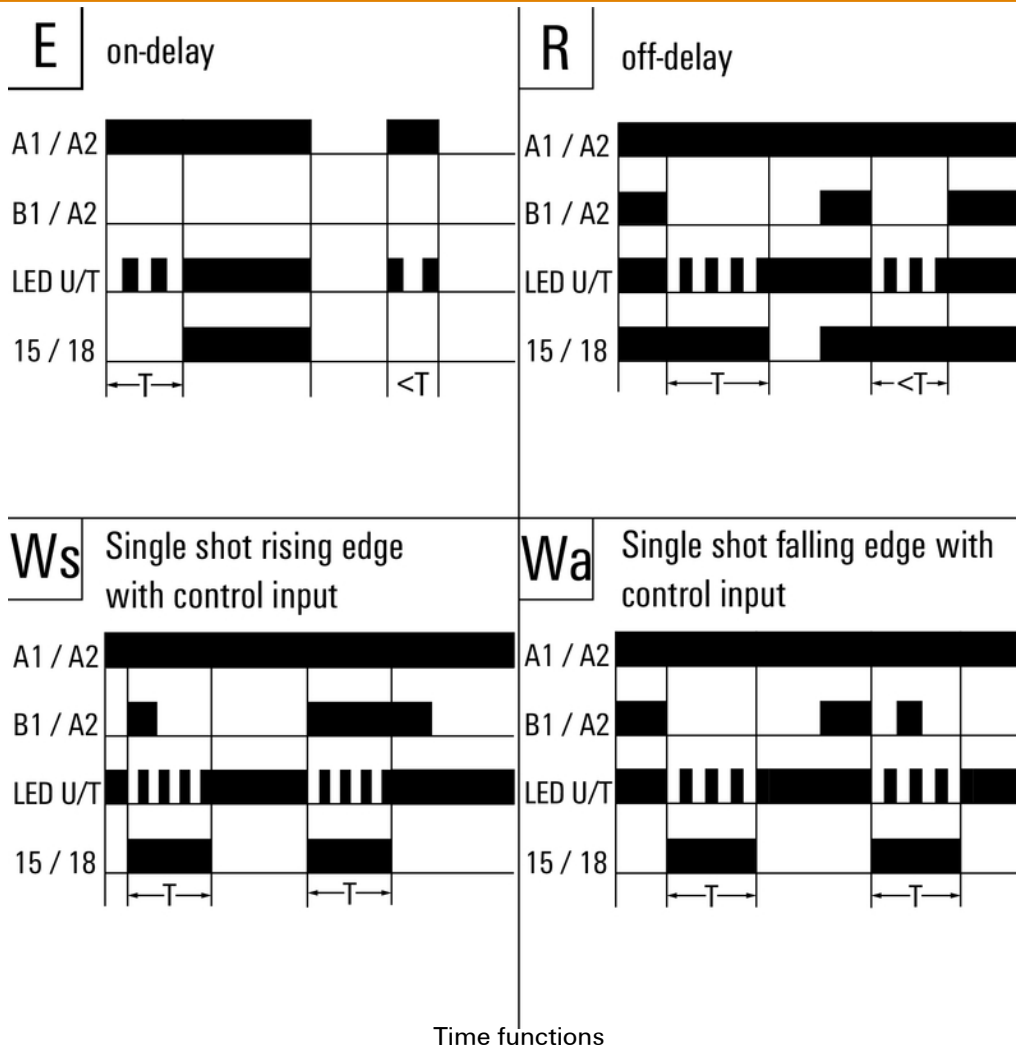 E on-delay
A1 / A2
B1 / A2
LED U/T
15 / 18
T
<T
R off-delay
A1 / A2
B1 / A2
LED U/T
15 / 18
T
<T
Ws Single shot rising edge
with control input
A1 / A2
B1 / A2
LED U/T
15 / 18
T
T
Wa Single shot falling edge with
control input
A1 / A2
B1 / A2
LED U/T
15 / 18
T
T
Time functions